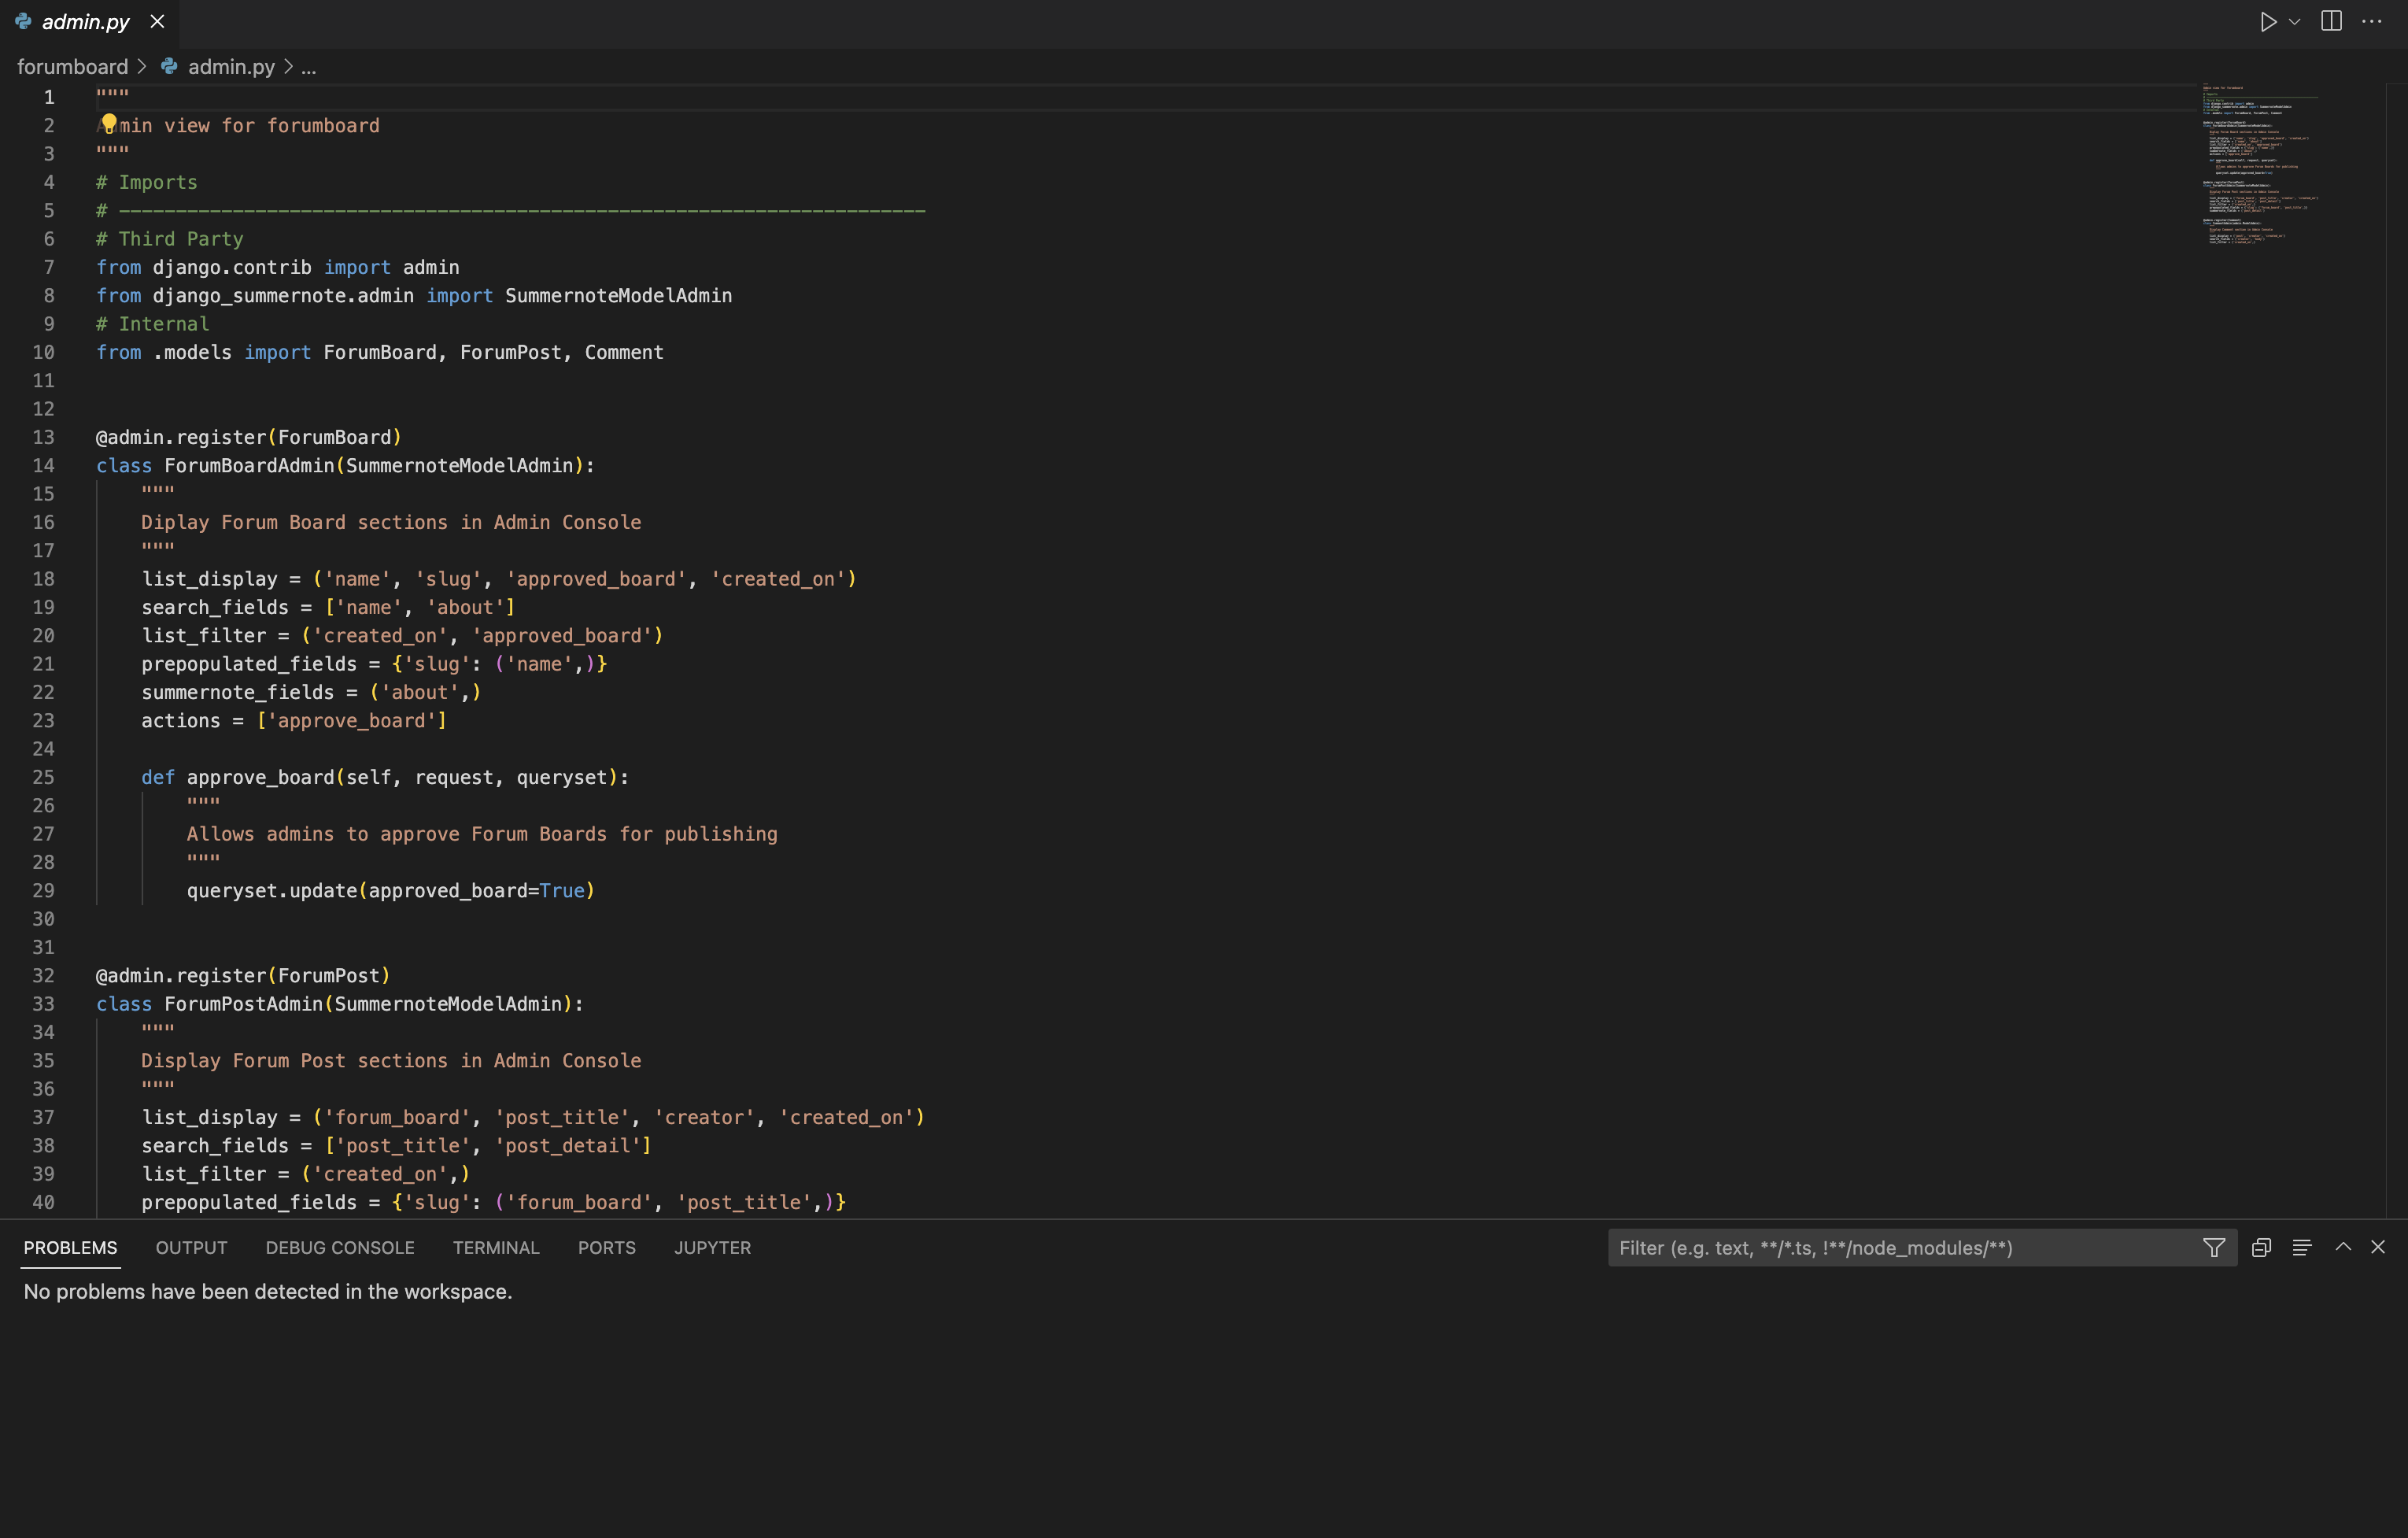 admin.py
forumboard > admin.py > ...
1 """
2 Admin view for forumboard
3 """
4 # Imports
5 # -----------------------------------------------------------------------
6 # Third Party
7 from django.contrib import admin
8 from django_summernote.admin import SummernoteModelAdmin
9 # Internal
10 from .models import ForumBoard, ForumPost, Comment
11
12
13 @admin.register(ForumBoard)
14 class ForumBoardAdmin(SummernoteModelAdmin):
15     """
16     Diplay Forum Board sections in Admin Console
17     """
18     list_display = ('name', 'slug', 'approved_board', 'created_on')
19     search_fields = ['name', 'about']
20     list_filter = ('created_on', 'approved_board')
21     prepopulated_fields = {'slug': ('name',)}
22     summernote_fields = ('about',)
23     actions = ['approve_board']
24
25     def approve_board(self, request, queryset):
26         """
27         Allows admins to approve Forum Boards for publishing
28         """
29         queryset.update(approved_board=True)
30
31
32 @admin.register(ForumPost)
33 class ForumPostAdmin(SummernoteModelAdmin):
34     """
35     Display Forum Post sections in Admin Console
36     """
37     list_display = ('forum_board', 'post_title', 'creator', 'created_on')
38     search_fields = ['post_title', 'post_detail']
39     list_filter = ('created_on',)
40     prepopulated_fields = {'slug': ('forum_board', 'post_title',)}
PROBLEMS OUTPUT DEBUG CONSOLE TERMINAL PORTS JUPYTER Filter (e.g. text, **/*.ts, !**/node_modules/**)
No problems have been detected in the workspace.